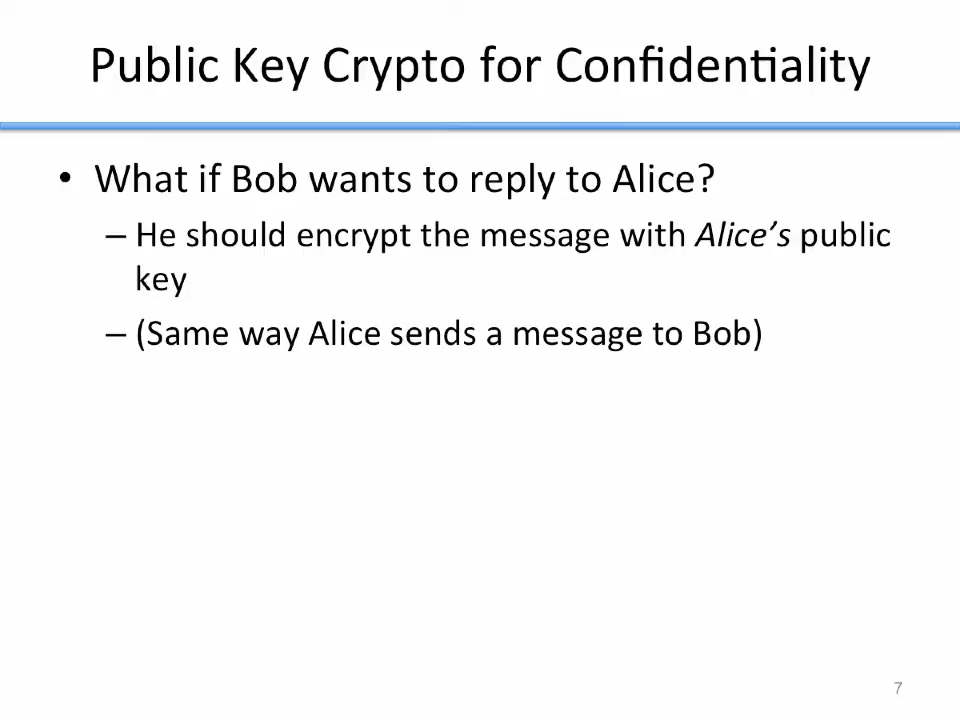 Public Key Crypto for Confidentiality
• What if Bob wants to reply to Alice?
– He should encrypt the message with Alice’s public
key
– (Same way Alice sends a message to Bob)
7